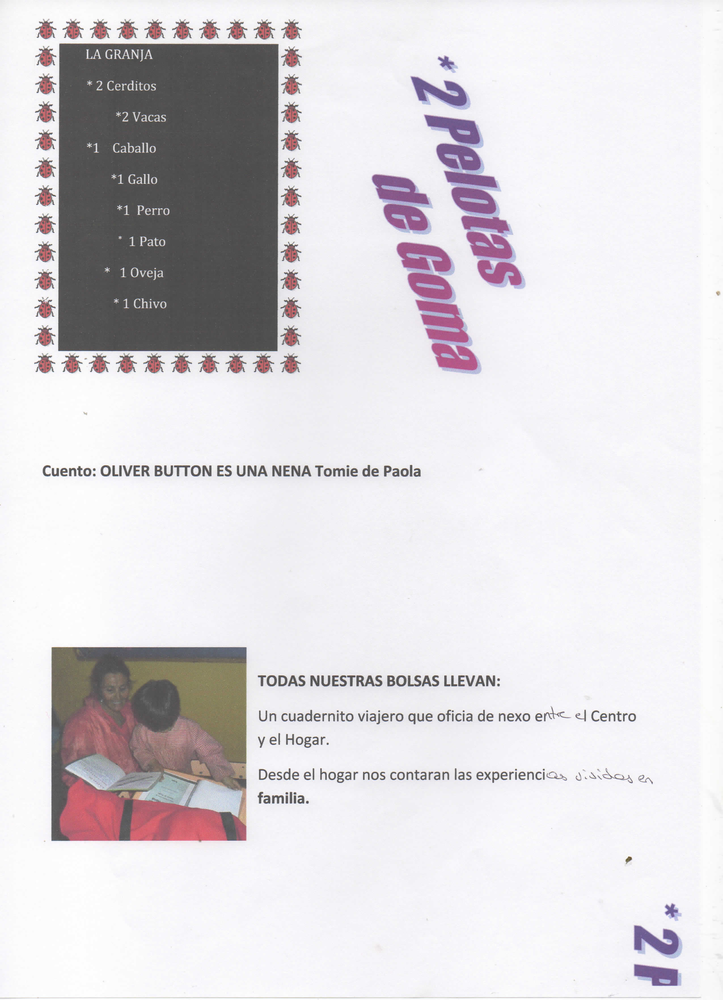 LA GRANJA
* 2 Cerditos
*2 Vacas
*1 Caballo
*1 Gallo
*1 Perro
* 1 Pato
* 1 Oveja
* 1 Chivo
* 2 Pelotas
de Goma
Cuento: OLIVER BUTTON ES UNA NENA Tomie de Paola
TODAS NUESTRAS BOLSAS LLEVAN:
Un cuadernito viajero que oficia de nexo entre el Centro
y el Hogar.
Desde el hogar nos contaran las experiencias vividas en
familia.
* 2 P